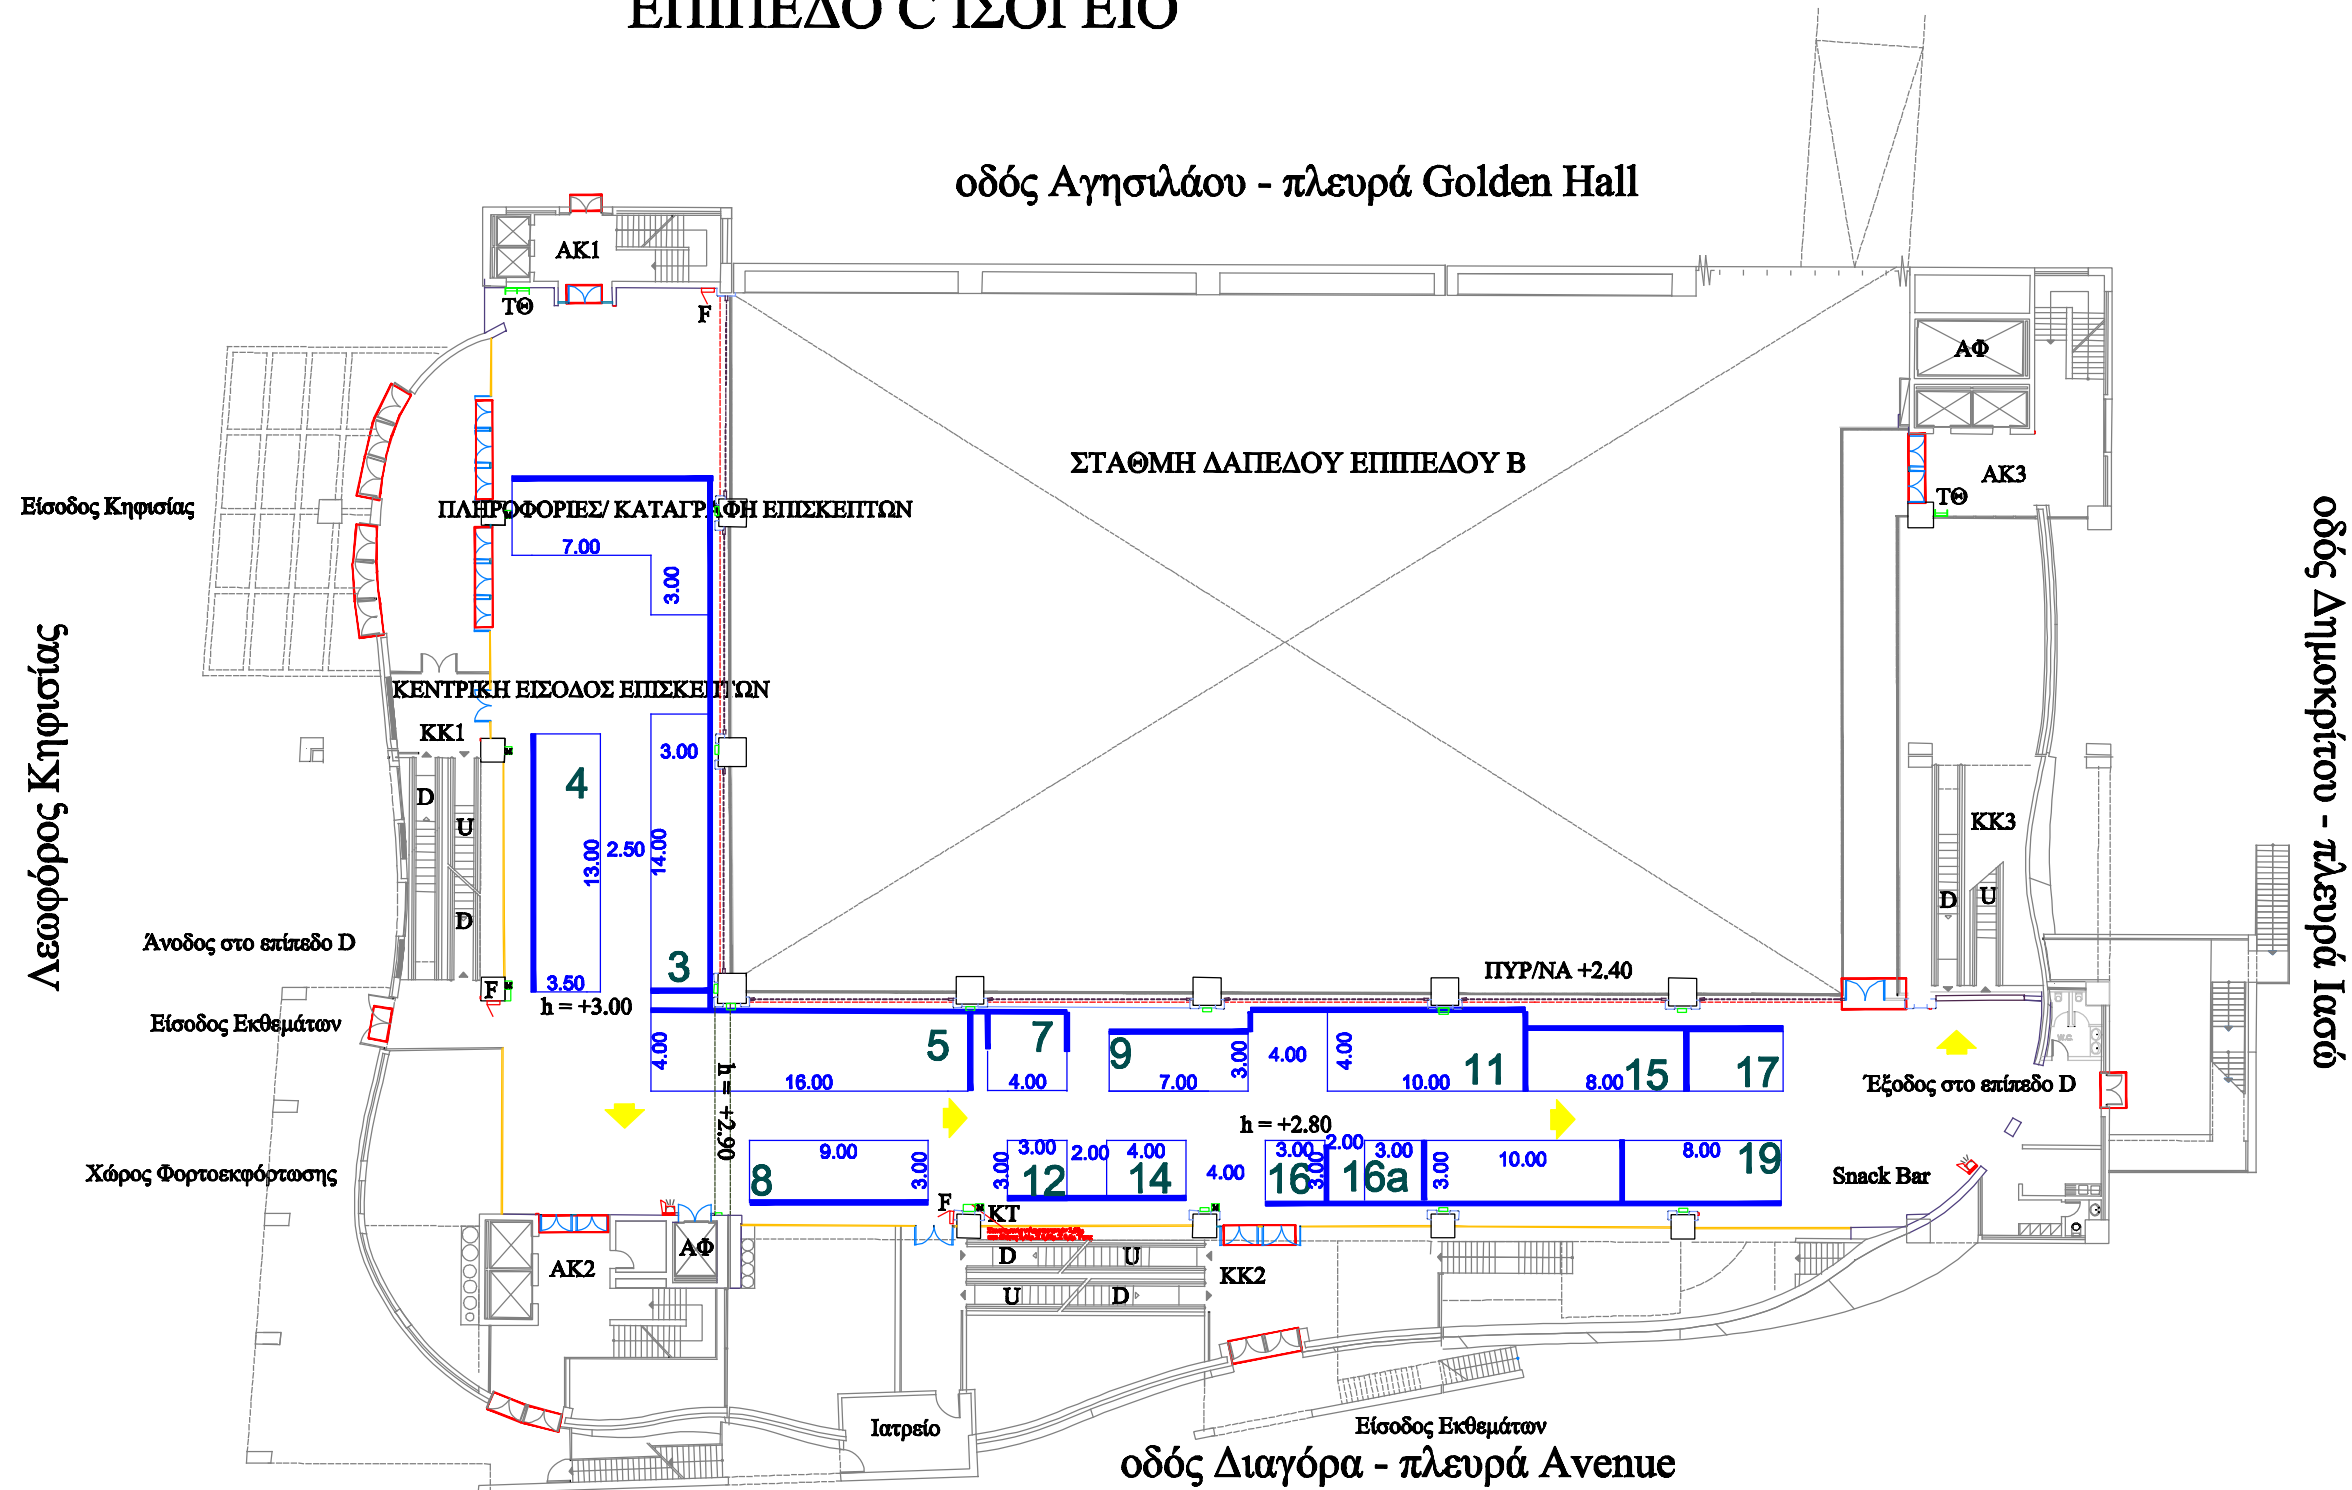 ΕΠΙΠΕΔΟ C ΙΣΟΓΕΙΟ
οδός Αγησιλάου - πλευρά Golden Hall
ΑΚ1
ΤΘ
F
ΑΦ
ΣΤΑΘΜΗ ΔΑΠΕΔΟΥ ΕΠΙΠΕΔΟΥ Β
ΑΚ3
ΤΘ
Είσοδος Κηφισίας
ΠΛΗΡΟΦΟΡΙΕΣ/ ΚΑΤΑΓΡΑΦΗ ΕΠΙΣΚΕΠΤΩΝ
7.00
3.00
οδός Δημοκρίτου - πλευρά Ιασώ
Λεωφόρος Κηφισίας
ΚΕΝΤΡΙΚΗ ΕΙΣΟΔΟΣ ΕΠΙΣΚΕΠΤΩΝ
ΚΚ1
3.00
4
D
U
13.00
2.50
14.00
ΚΚ3
D
U
D
Άνοδος στο επίπεδο D
3
ΠΥΡ/ΝΑ +2.40
3.50
F
h = +3.00
Είσοδος Εκθεμάτων
4.00
5
7
9
3.00
4.00
4.00
11
15
17
W.C.
16.00
4.00
7.00
10.00
8.00
Έξοδος στο επίπεδο D
h = +2.90
h = +2.80
9.00
3.00
2.00
4.00
3.00
2.00
3.00
10.00
8.00
19
Χώρος Φορτοεκφόρτωσης
8
3.00
3.00
12
14
4.00
16
3.00
16a
3.00
Snack Bar
F
ΚΤ
ΑΦ
D
U
ΑΚ2
ΚΚ2
U
D
Ιατρείο
Είσοδος Εκθεμάτων
οδός Διαγόρα - πλευρά Avenue